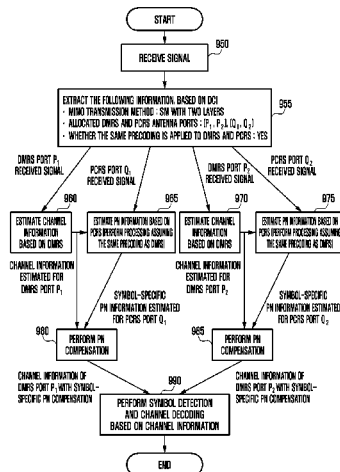 START
950
RECEIVE SIGNAL
955
EXTRACT THE FOLLOWING INFORMATION, BASED ON DCI
• MIMO TRANSMISSION METHOD : SM WITH TWO LAYERS
• ALLOCATED DMRS AND PCRS ANTENNA PORTS : [P1, P2], [Q1, Q2]
• WHETHER THE SAME PRECODING IS APPLIED TO DMRS AND PCRS : YES
DMRS PORT P1
RECEIVED SIGNAL
PCRS PORT Q1
RECEIVED SIGNAL
DMRS PORT P2
RECEIVED SIGNAL
PCRS PORT Q2
RECEIVED SIGNAL
960
ESTIMATE CHANNEL
INFORMATION
BASED ON DMRS
965
ESTIMATE PN INFORMATION BASED ON
PCRS (PERFORM PROCESSING ASSUMING
THE SAME PRECODING AS DMRS)
970
ESTIMATE CHANNEL
INFORMATION
BASED ON DMRS
975
ESTIMATE PN INFORMATION BASED ON
PCRS (PERFORM PROCESSING ASSUMING
THE SAME PRECODING AS DMRS)
CHANNEL INFORMATION
ESTIMATED FOR
DMRS PORT P1
SYMBOL-SPECIFIC
PN INFORMATION ESTIMATED
FOR PCRS PORT Q1
CHANNEL INFORMATION
ESTIMATED FOR
DMRS PORT P2
SYMBOL-SPECIFIC
PN INFORMATION ESTIMATED
FOR PCRS PORT Q2
980
PERFORM PN
COMPENSATION
985
PERFORM PN
COMPENSATION
CHANNEL INFORMATION OF
DMRS PORT P1 WITH SYMBOL-
SPECIFIC PN COMPENSATION
CHANNEL INFORMATION OF
DMRS PORT P2 WITH SYMBOL-
SPECIFIC PN COMPENSATION
990
PERFORM SYMBOL DETECTION
AND CHANNEL DECODING
BASED ON CHANNEL INFORMATION
END